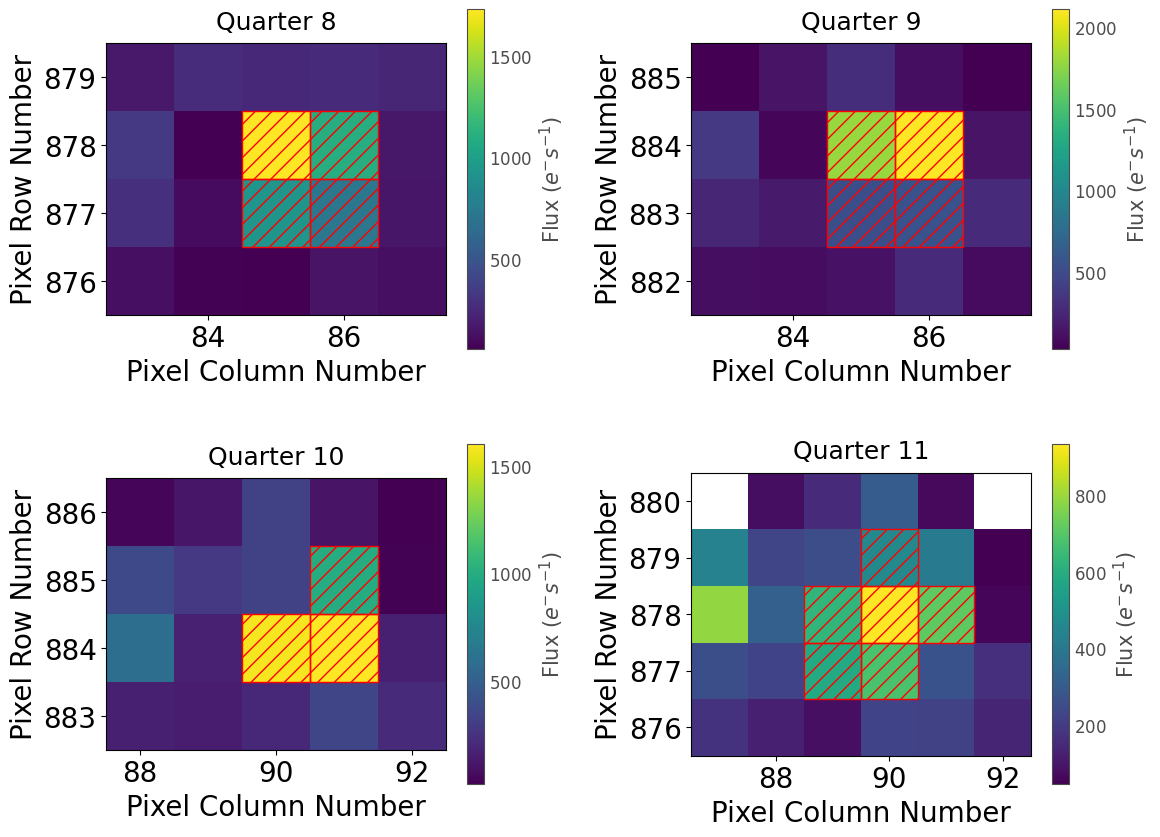 Quarter 8
Pixel Row Number
879
878
877
876
84 86
Pixel Column Number
1500
1000
500
Flux (e⁻ s⁻¹)
Quarter 9
Pixel Row Number
885
884
883
882
84 86
Pixel Column Number
2000
1500
1000
500
Flux (e⁻ s⁻¹)
Quarter 10
Pixel Row Number
886
885
884
883
88 90 92
Pixel Column Number
1500
1000
500
Flux (e⁻ s⁻¹)
Quarter 11
Pixel Row Number
880
879
878
877
876
88 90 92
Pixel Column Number
800
600
400
200
Flux (e⁻ s⁻¹)